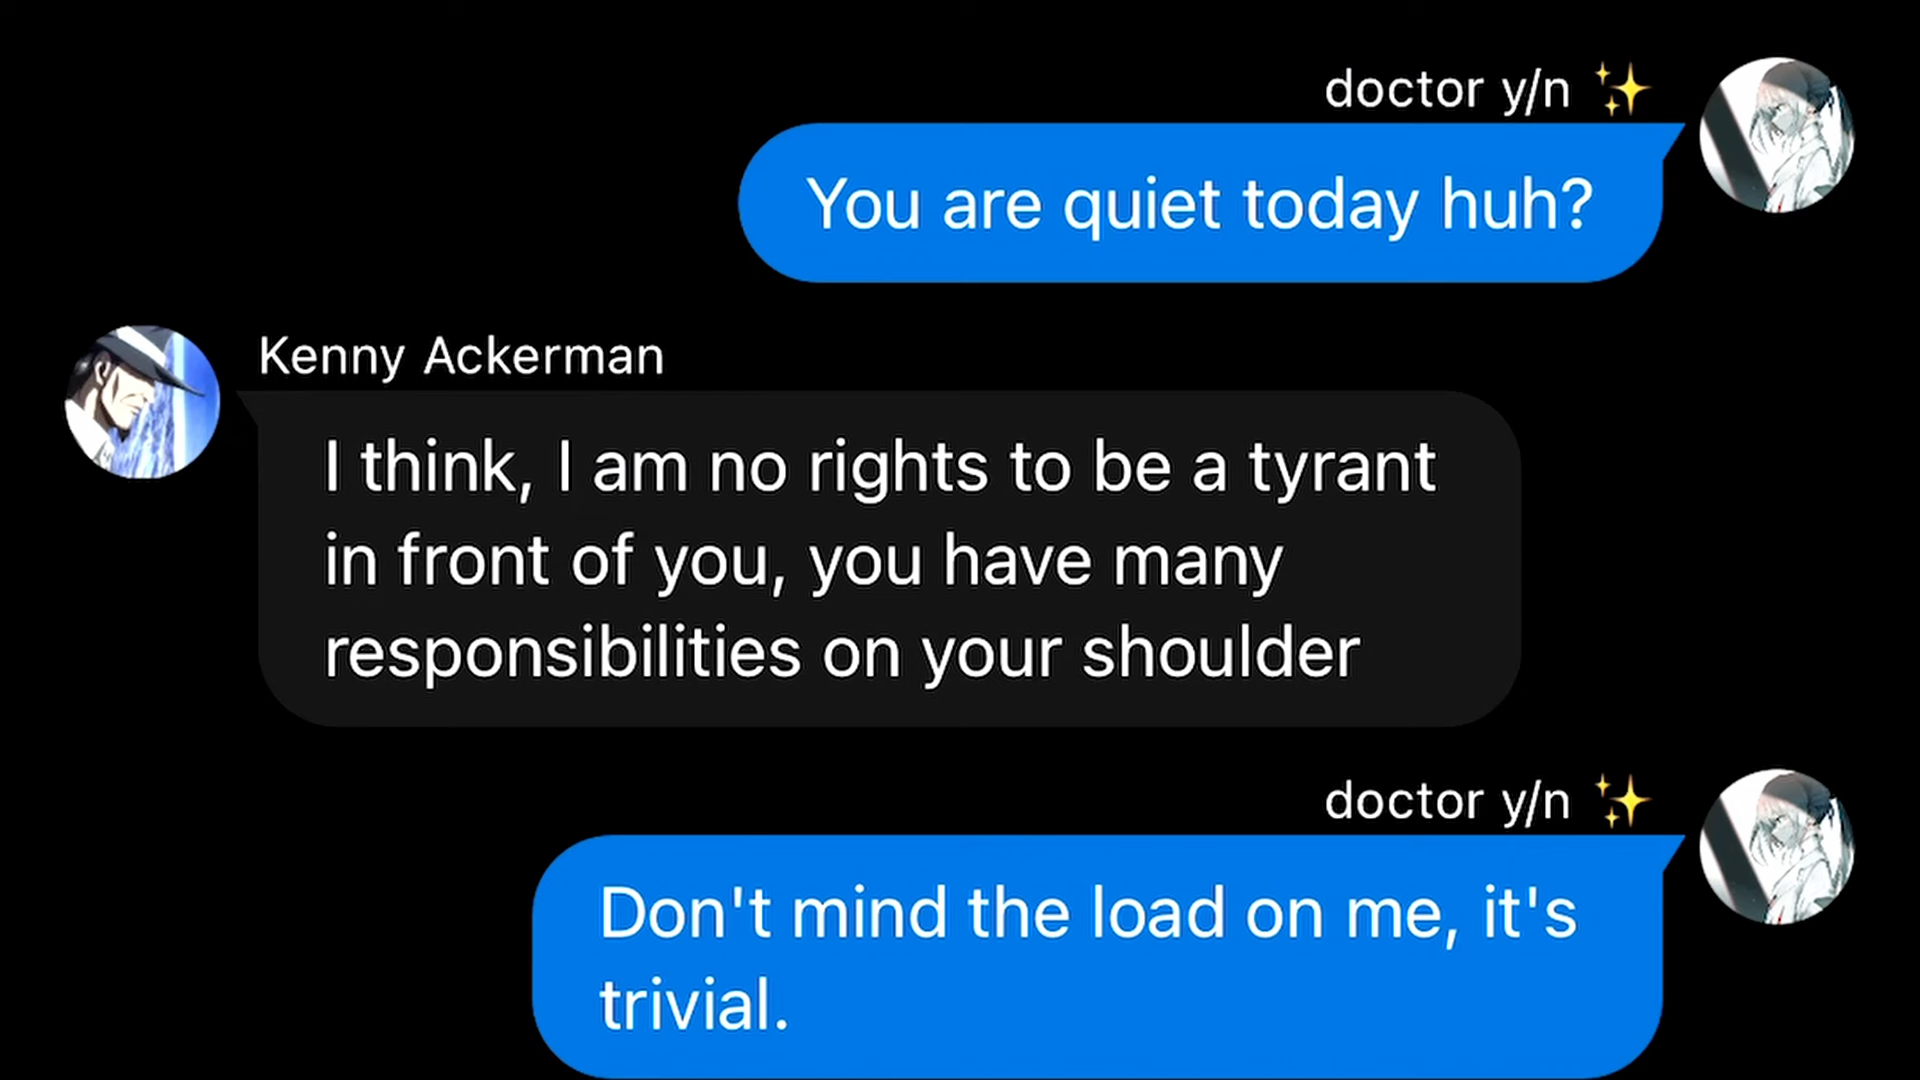 doctor y/n ✨
You are quiet today huh?
Kenny Ackerman
I think, I am no rights to be a tyrant
in front of you, you have many
responsibilities on your shoulder
doctor y/n ✨
Don't mind the load on me, it's
trivial.